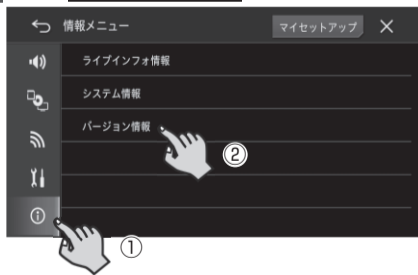 情報メニュー マイセットアップ
ライブインフォ情報
システム情報
バージョン情報
②
①